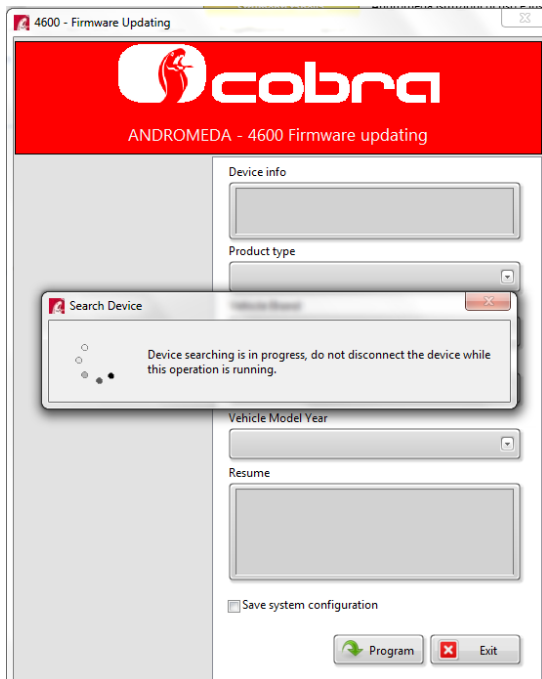 4600 - Firmware Updating
cobra
ANDROMEDA - 4600 Firmware updating
Device info
Product type
Search Device
Vehicle Brand
Device searching is in progress, do not disconnect the device while
this operation is running.
Vehicle Model Year
Resume
Save system configuration
Program
Exit